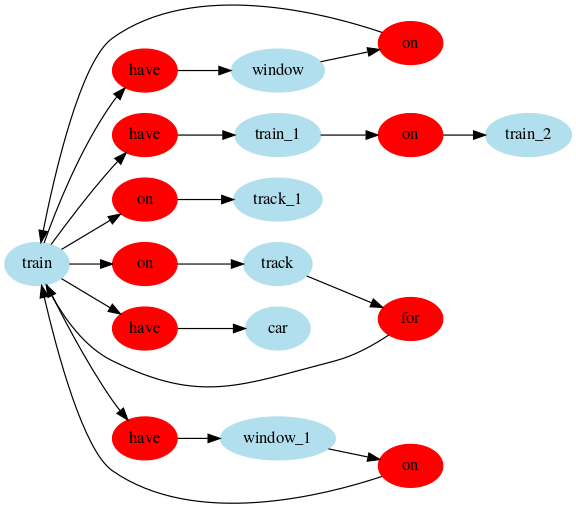 on
have
window
have
train_1
on
train_2
on
track_1
train
on
track
have
car
for
have
window_1
on